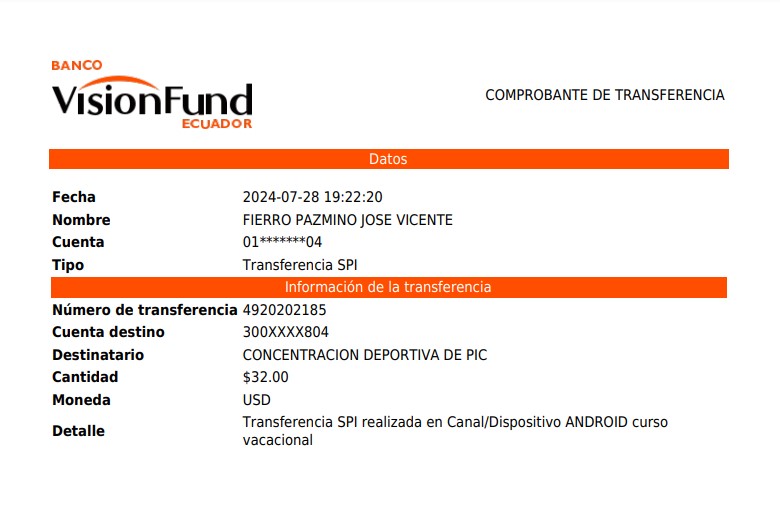 BANCO
VisionFund
ECUADOR
COMPROBANTE DE TRANSFERENCIA
Datos
Fecha 2024-07-28 19:22:20
Nombre FIERRO PAZMINO JOSE VICENTE
Cuenta 01*******04
Tipo Transferencia SPI
Información de la transferencia
Número de transferencia 4920202185
Cuenta destino 300XXXX804
Destinatario CONCENTRACION DEPORTIVA DE PIC
Cantidad $32.00
Moneda USD
Detalle Transferencia SPI realizada en Canal/Dispositivo ANDROID curso
vacacional